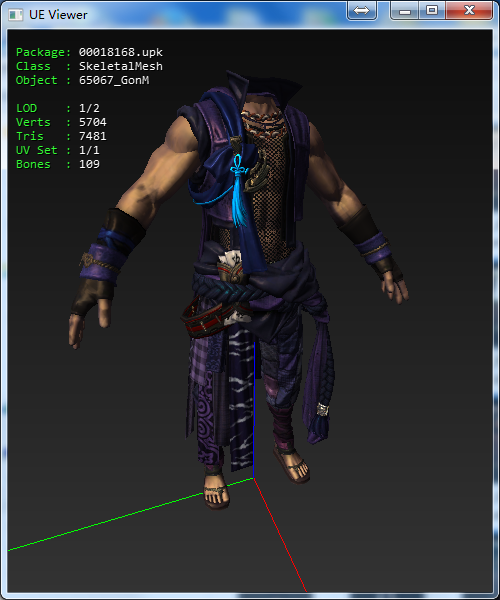 UE Viewer
Package: 00018168.upk
Class : SkeletalMesh
Object : 65067_GonM
LOD : 1/2
Verts : 5704
Tris : 7481
UV Set : 1/1
Bones : 109